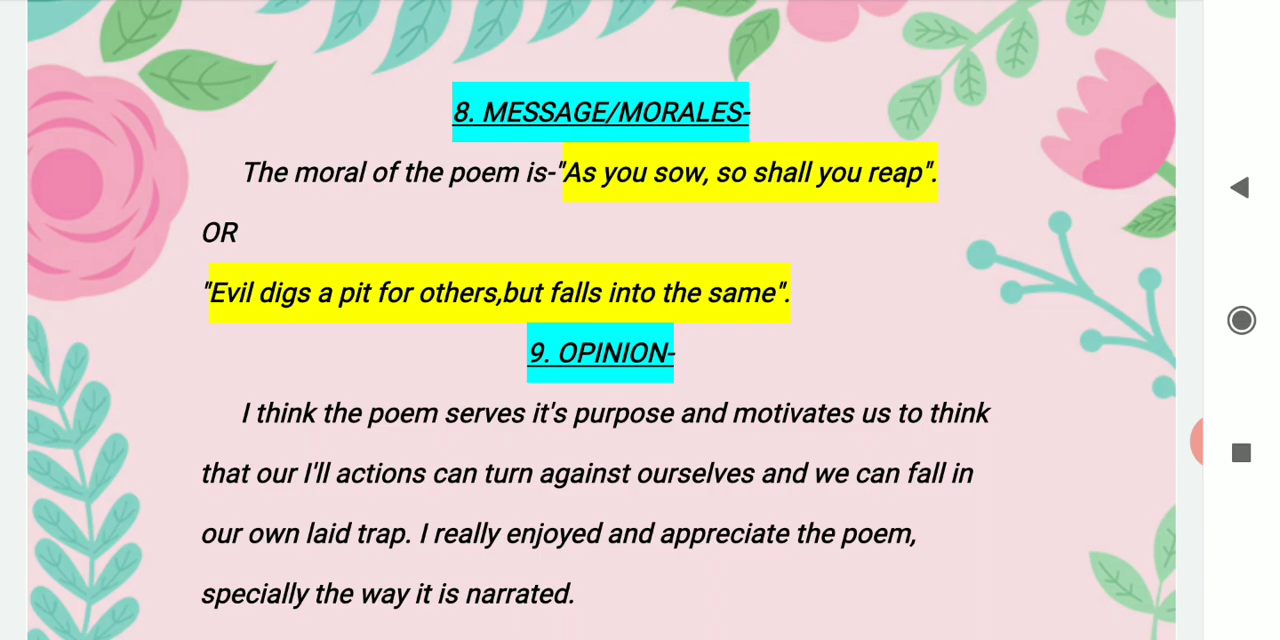 8. MESSAGE/MORALES-
The moral of the poem is-"As you sow, so shall you reap".
OR
"Evil digs a pit for others,but falls into the same".
9. OPINION-
I think the poem serves it's purpose and motivates us to think
that our I'll actions can turn against ourselves and we can fall in
our own laid trap. I really enjoyed and appreciate the poem,
specially the way it is narrated.